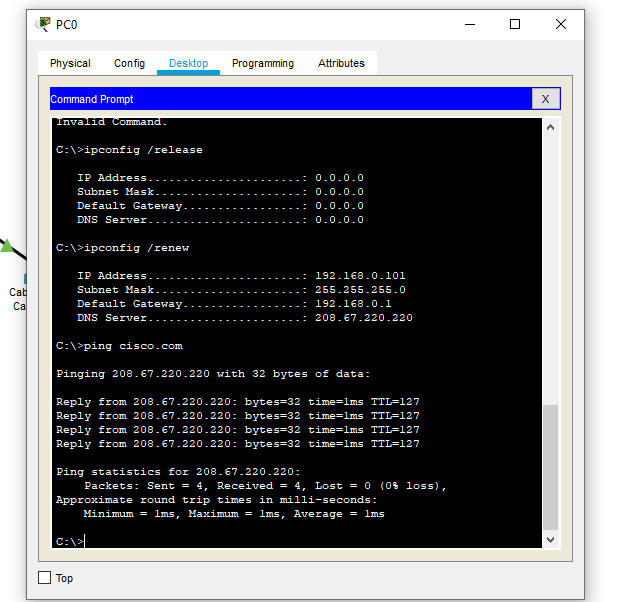 PC0
Physical Config Desktop Programming Attributes
Command Prompt X
Invalid Command.
C:\>ipconfig /release
IP Address......................: 0.0.0.0
Subnet Mask.....................: 0.0.0.0
Default Gateway.................: 0.0.0.0
DNS Server......................: 0.0.0.0
C:\>ipconfig /renew
IP Address......................: 192.168.0.101
Subnet Mask.....................: 255.255.255.0
Default Gateway.................: 192.168.0.1
DNS Server......................: 208.67.220.220
C:\>ping cisco.com
Pinging 208.67.220.220 with 32 bytes of data:
Reply from 208.67.220.220: bytes=32 time=1ms TTL=127
Reply from 208.67.220.220: bytes=32 time=1ms TTL=127
Reply from 208.67.220.220: bytes=32 time=1ms TTL=127
Reply from 208.67.220.220: bytes=32 time=1ms TTL=127
Ping statistics for 208.67.220.220:
Packets: Sent = 4, Received = 4, Lost = 0 (0% loss),
Approximate round trip times in milli-seconds:
Minimum = 1ms, Maximum = 1ms, Average = 1ms
C:\>
Top
Cab
Ca